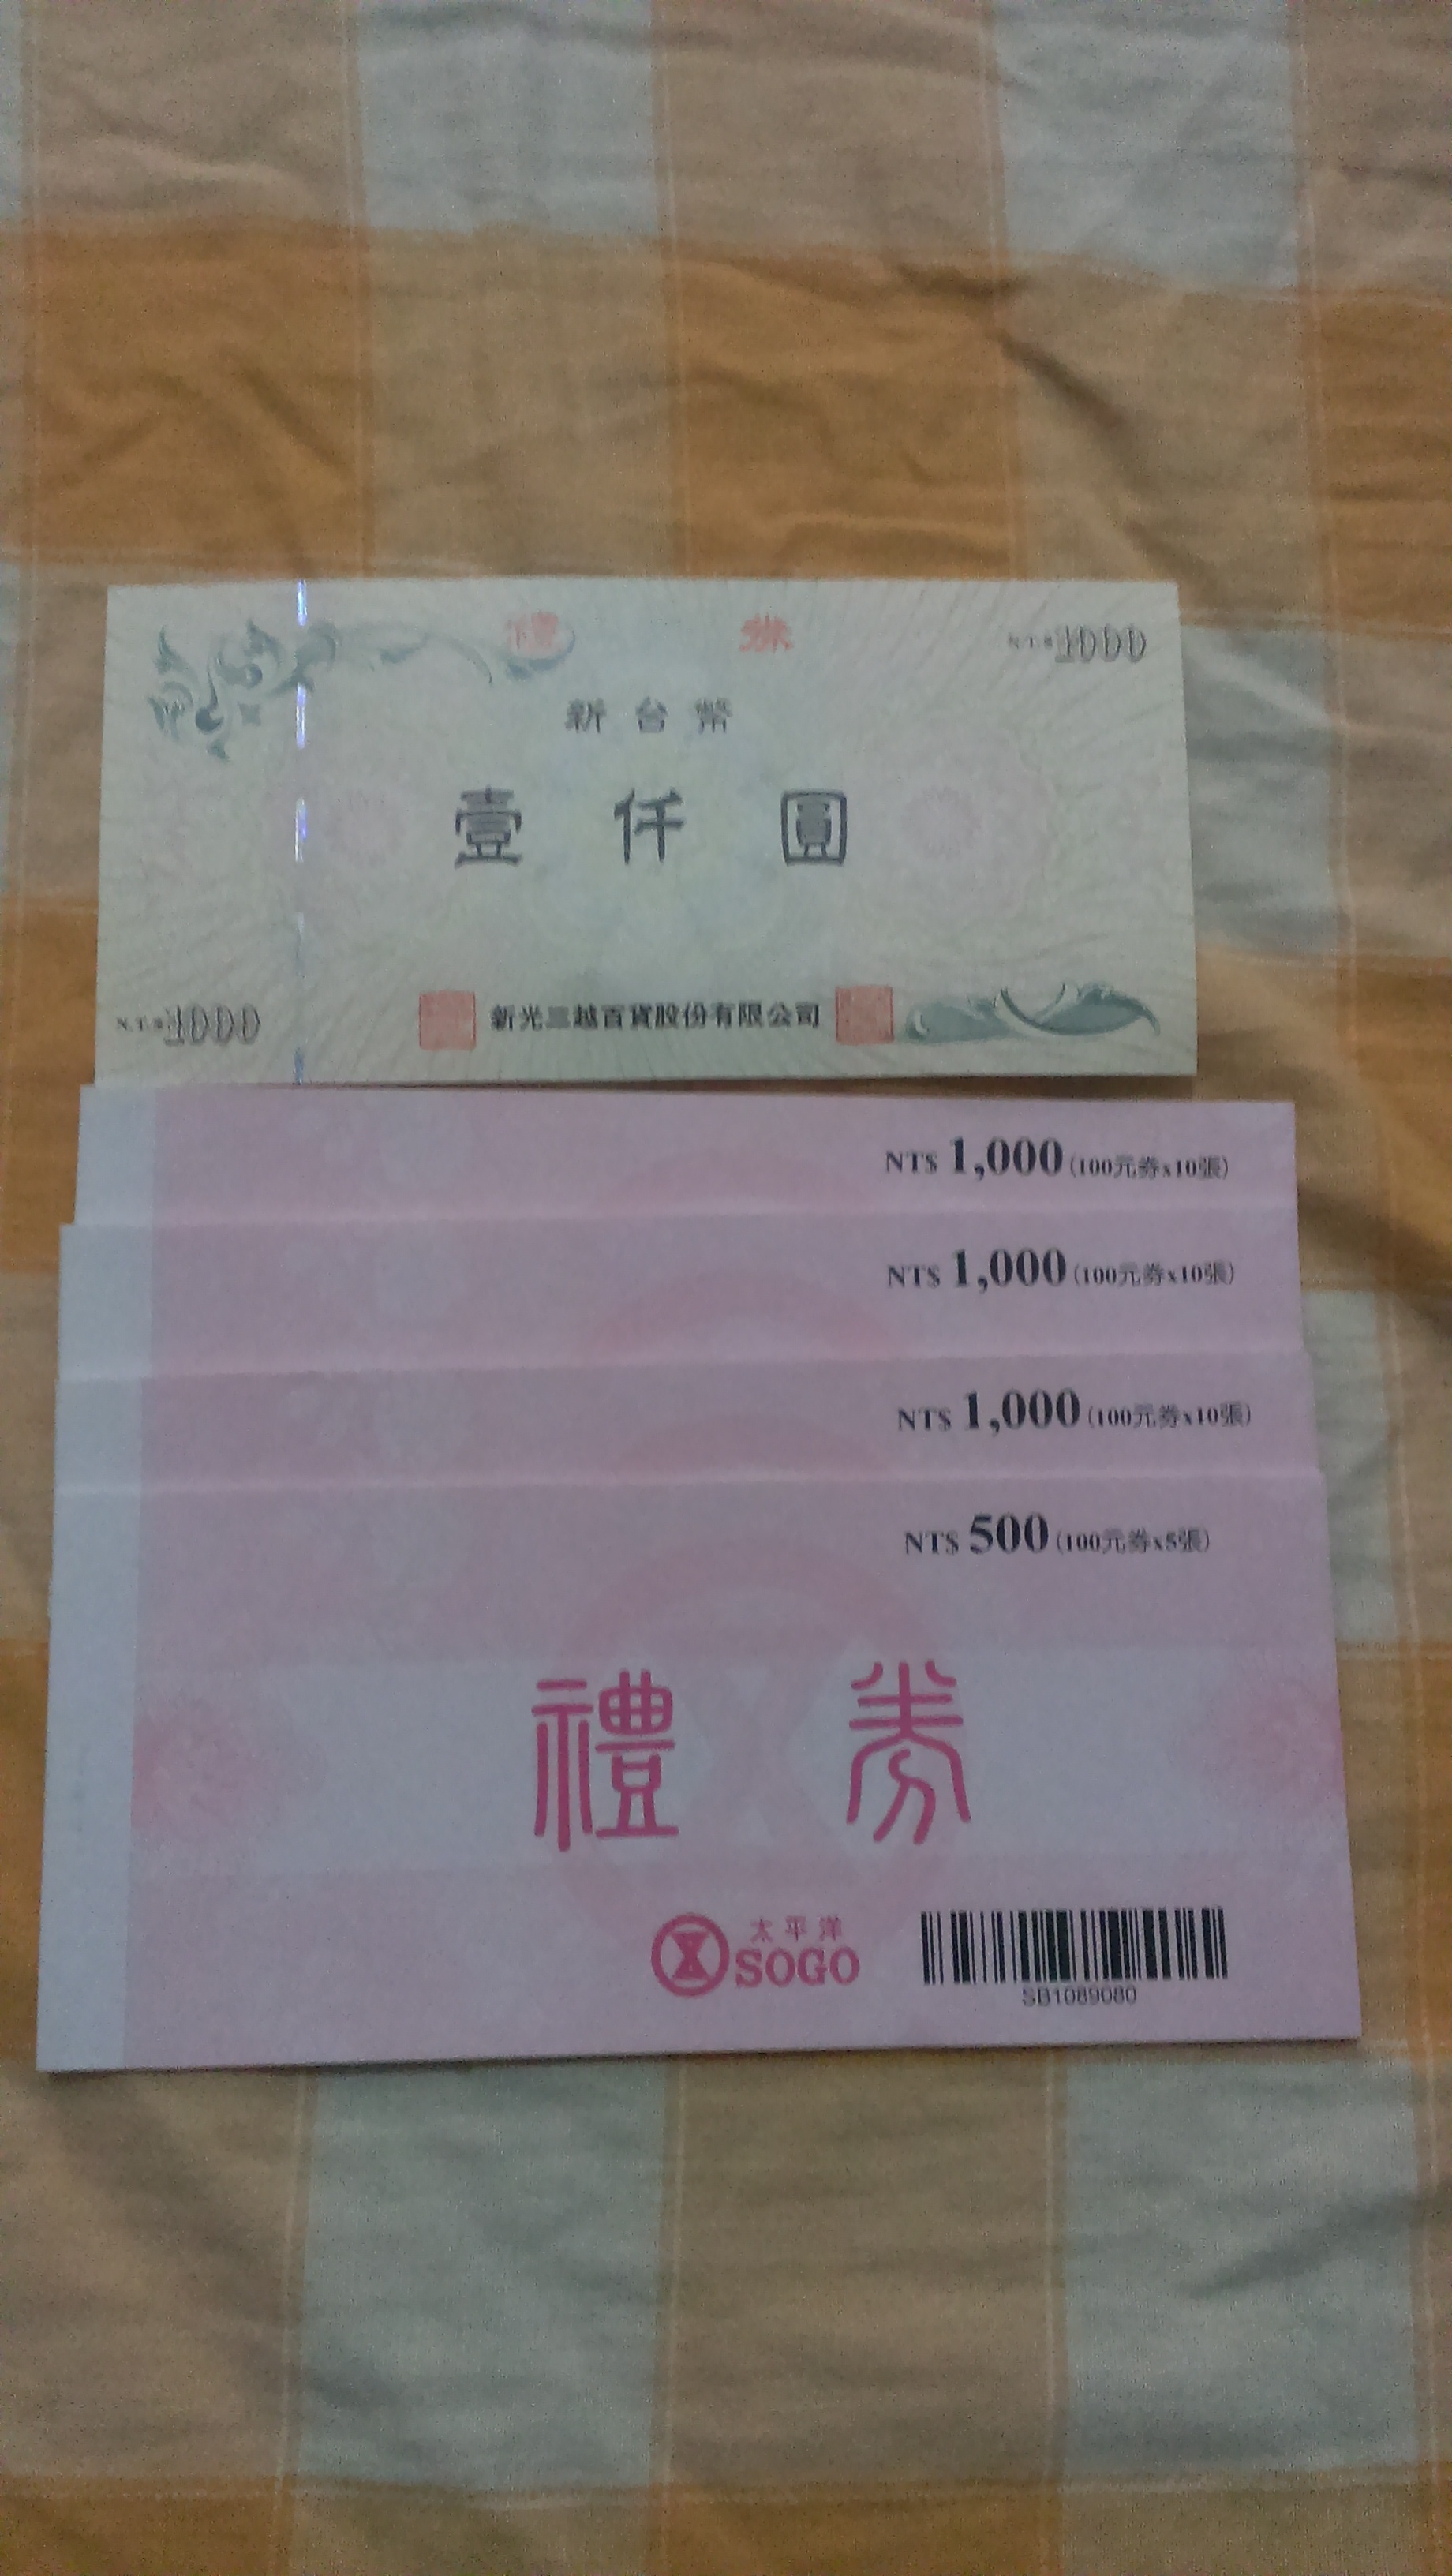 禮 券
N.T.$1000
新台幣
壹仟圓
N.T.$1000
新光三越百貨股份有限公司
NT$ 1,000 (100元券x10張)
NT$ 1,000 (100元券x10張)
NT$ 1,000 (100元券x10張)
NT$ 500 (100元券x5張)
禮 券
太平洋
SOGO
SB1089080